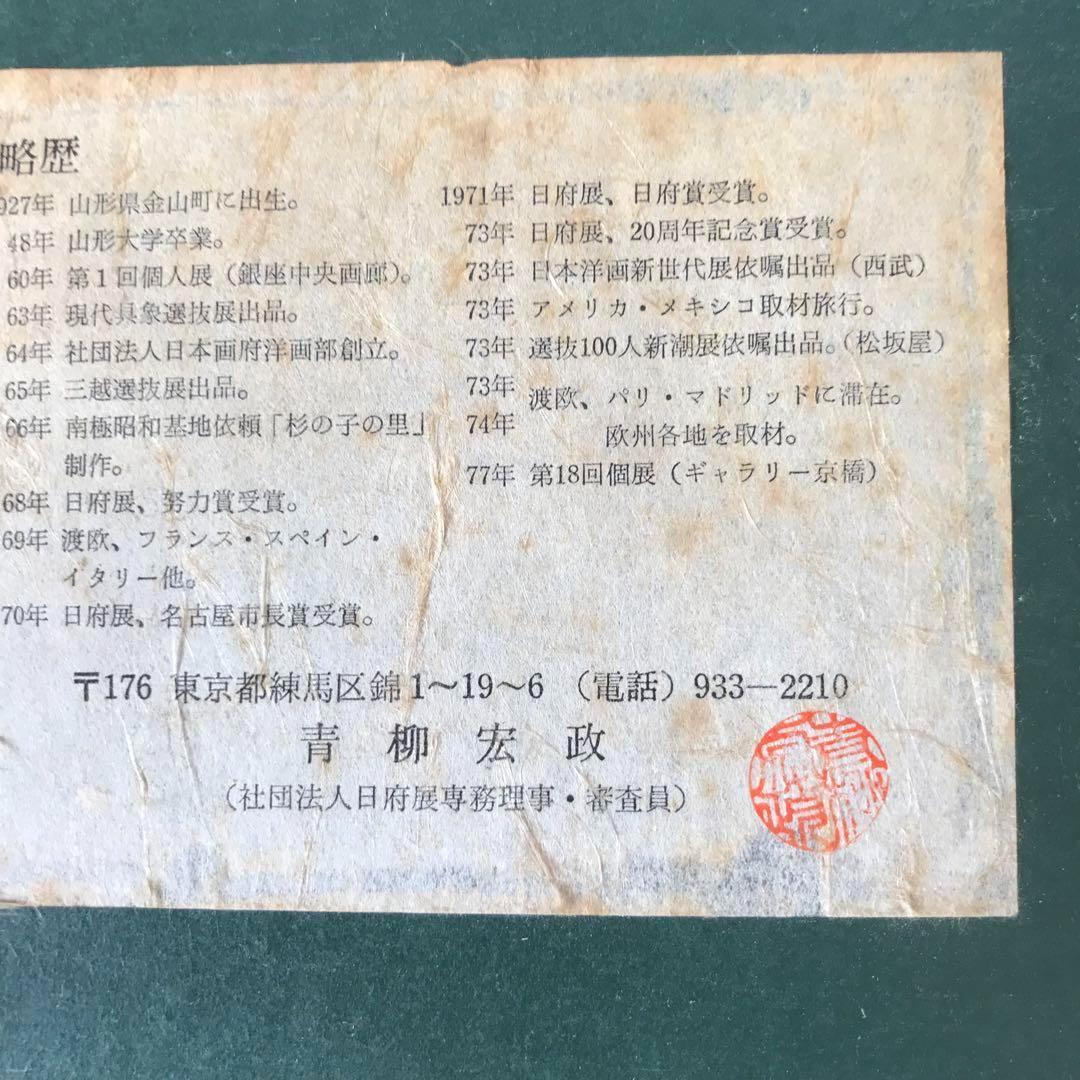 略歴
927年 山形県金山町に出生。
48年 山形大学卒業。
60年 第1回個人展（銀座中央画廊）。
63年 現代具象選抜展出品。
64年 社団法人日本画府洋画部創立。
65年 三越選抜展出品。
66年 南極昭和基地依頼「杉の子の里」
制作。
68年 日府展、努力賞受賞。
69年 渡欧、フランス・スペイン・
イタリー他。
70年 日府展、名古屋市長賞受賞。
1971年 日府展、日府賞受賞。
73年 日府展、20周年記念賞受賞。
73年 日本洋画新世代展依嘱出品（西武）
73年 アメリカ・メキシコ取材旅行。
73年 選抜100人新潮展依嘱出品。（松坂屋）
73年 渡欧、パリ・マドリッドに滞在。
74年 欧州各地を取材。
77年 第18回個展（ギャラリー京橋）
〒176 東京都練馬区錦1〜19〜6 （電話）933―2210
青柳宏政
（社団法人日府展専務理事・審査員）